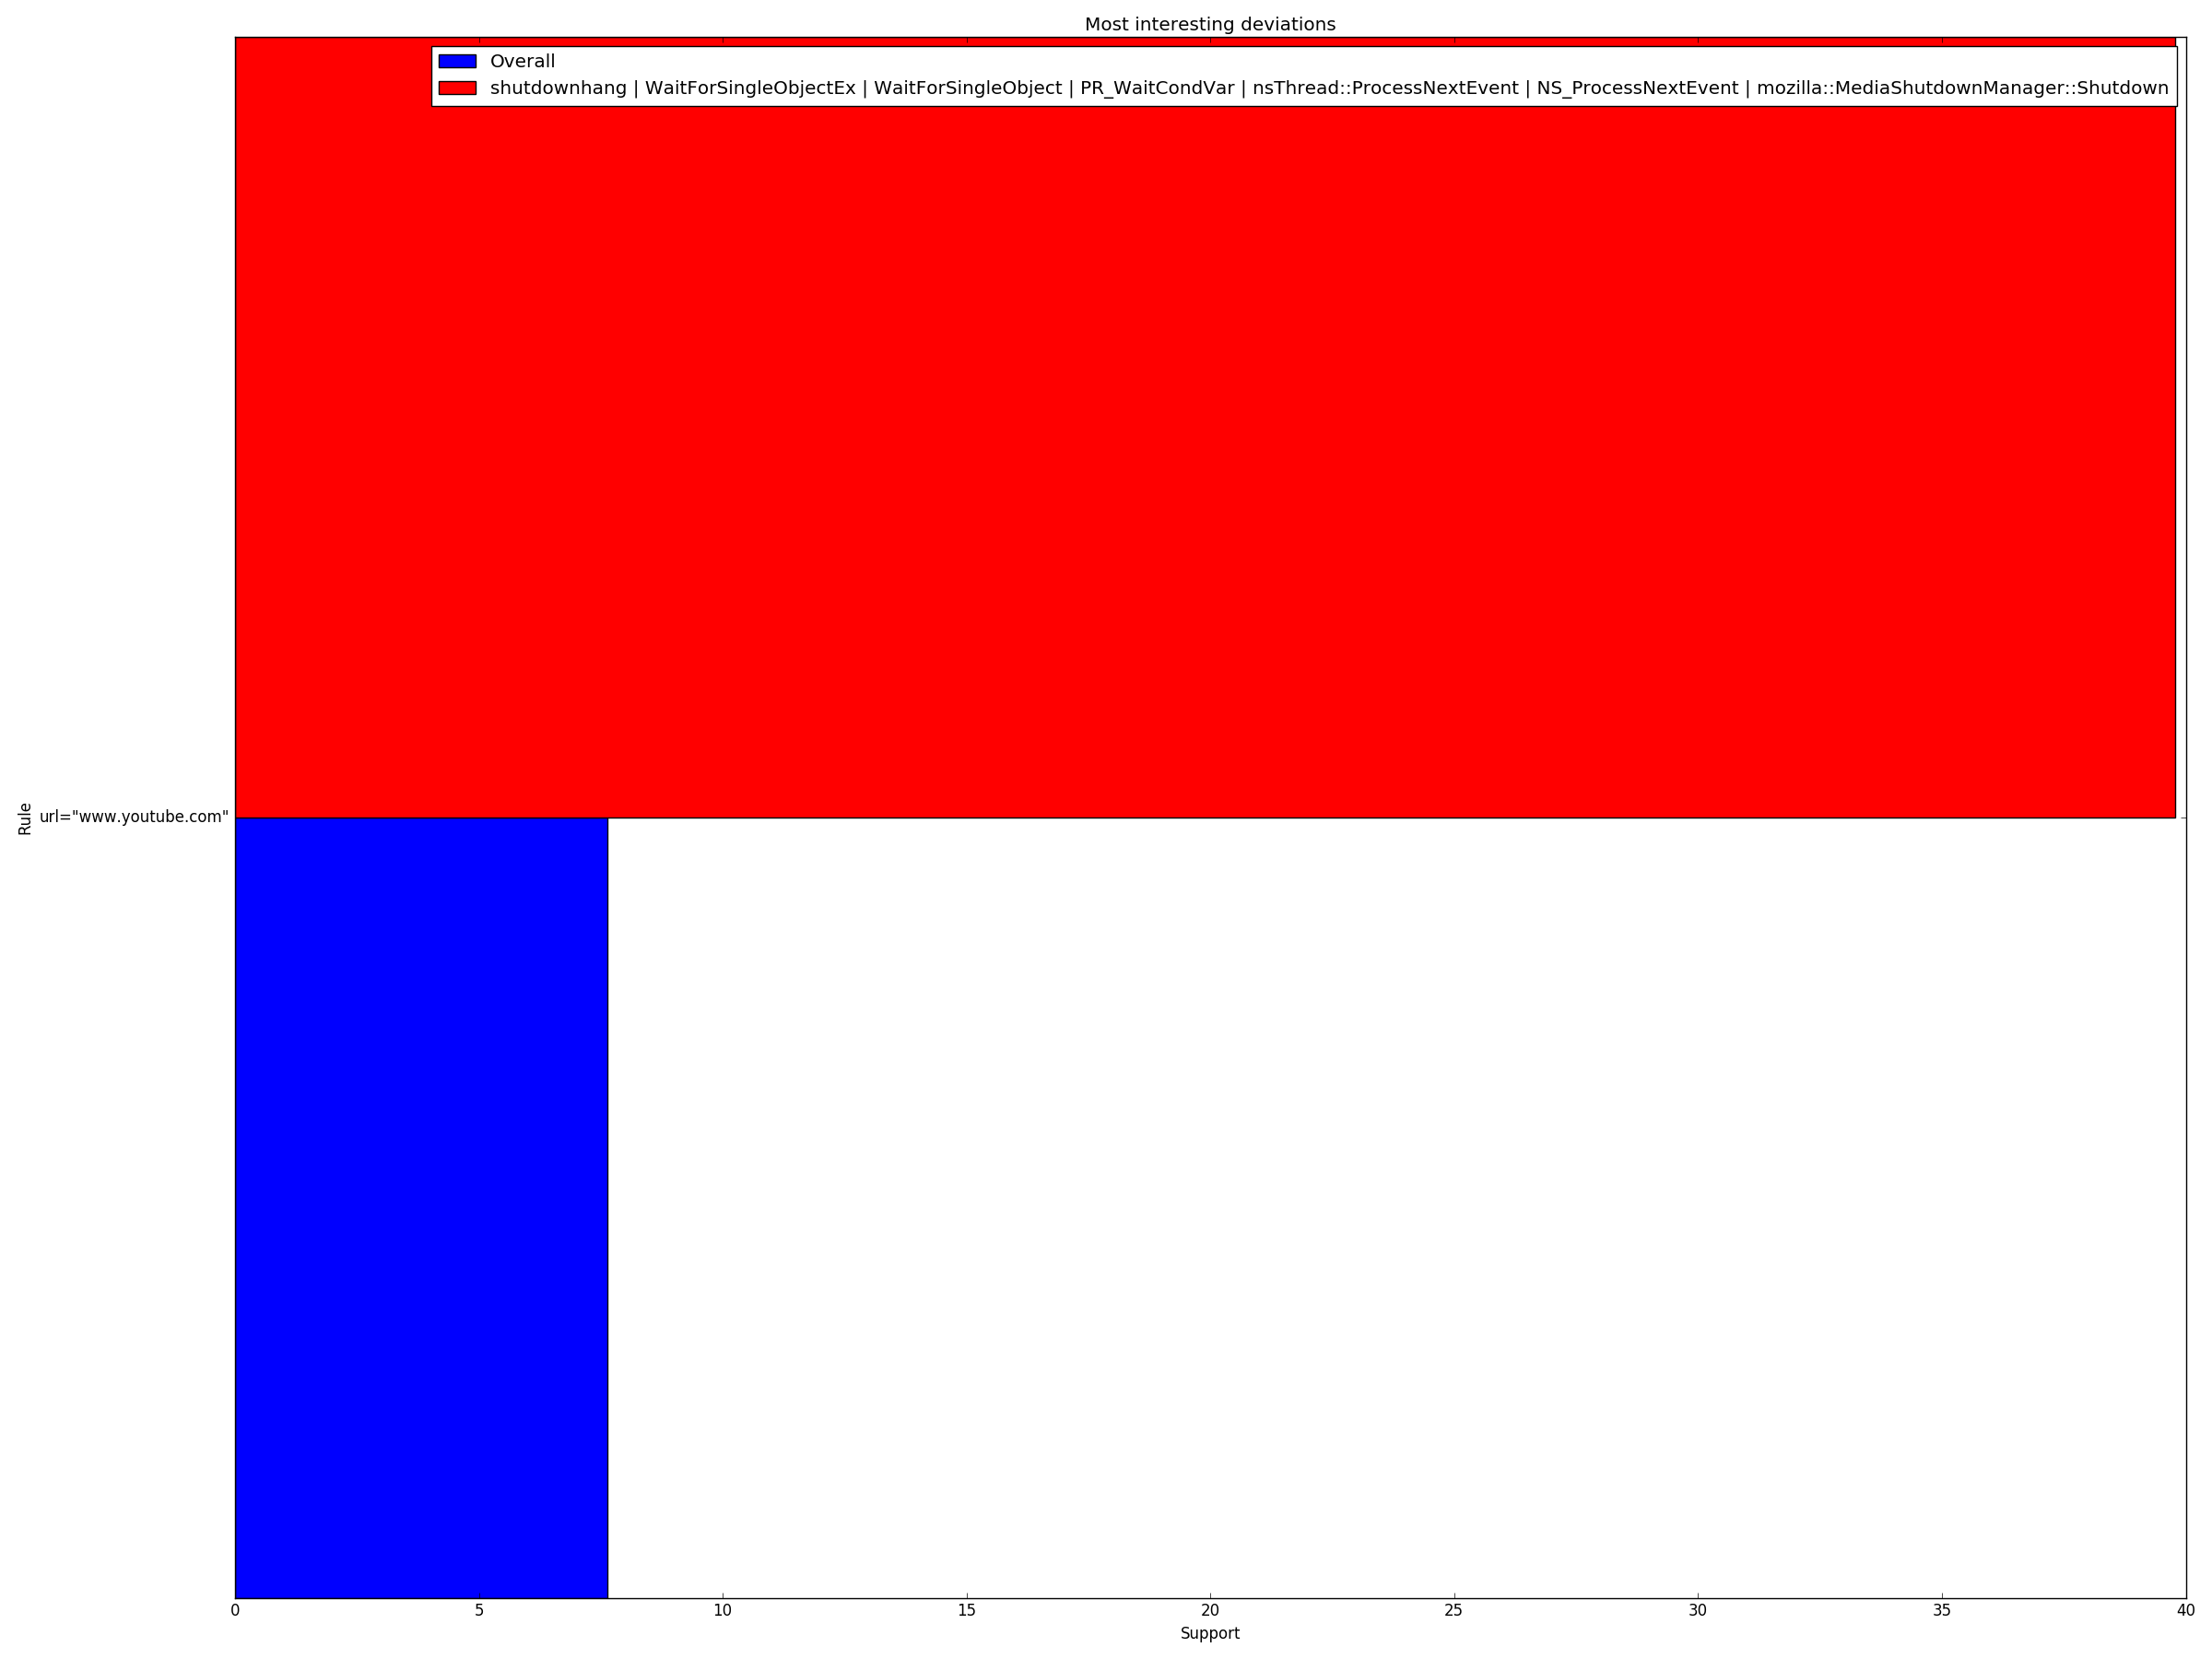 Most interesting deviations
Overall
shutdownhang | WaitForSingleObjectEx | WaitForSingleObject | PR_WaitCondVar | nsThread::ProcessNextEvent | NS_ProcessNextEvent | mozilla::MediaShutdownManager::Shutdown
Rule
url="www.youtube.com"
0 5 10 15 20 25 30 35 40
Support